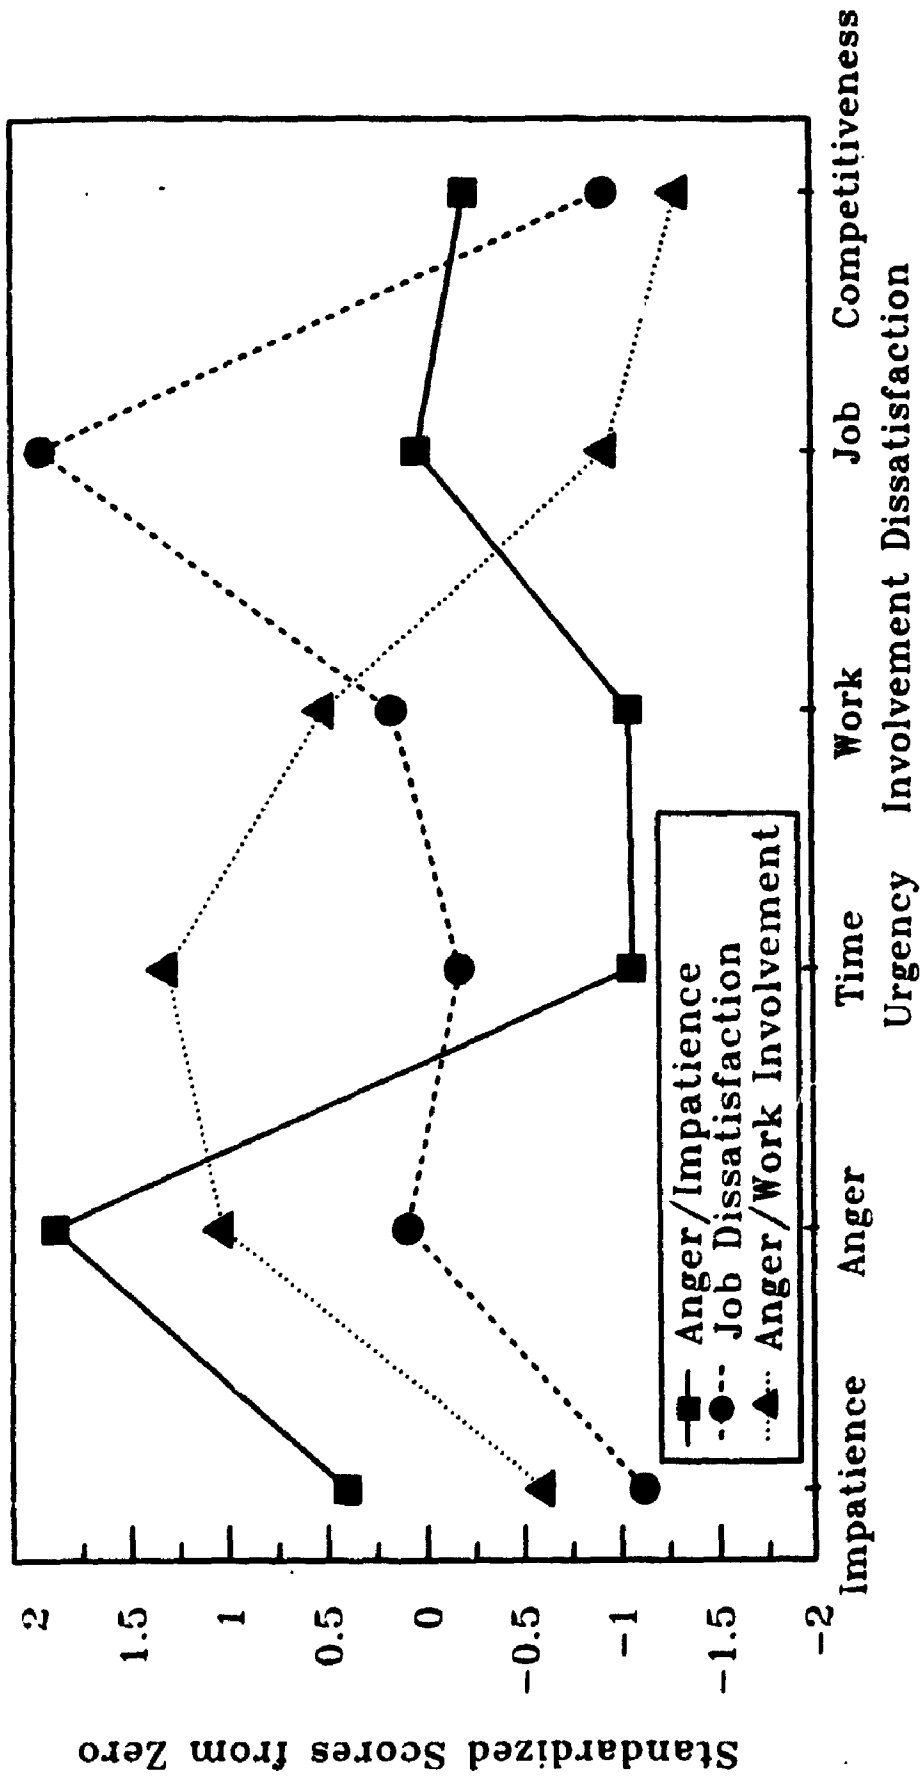 Standardized Scores from Zero
2
1.5
1
0.5
0
-0.5
-1
-1.5
-2
Anger/Impatience
Job Dissatisfaction
Anger/Work Involvement
Impatience Anger Time Work Job Competitiveness
Urgency Involvement Dissatisfaction